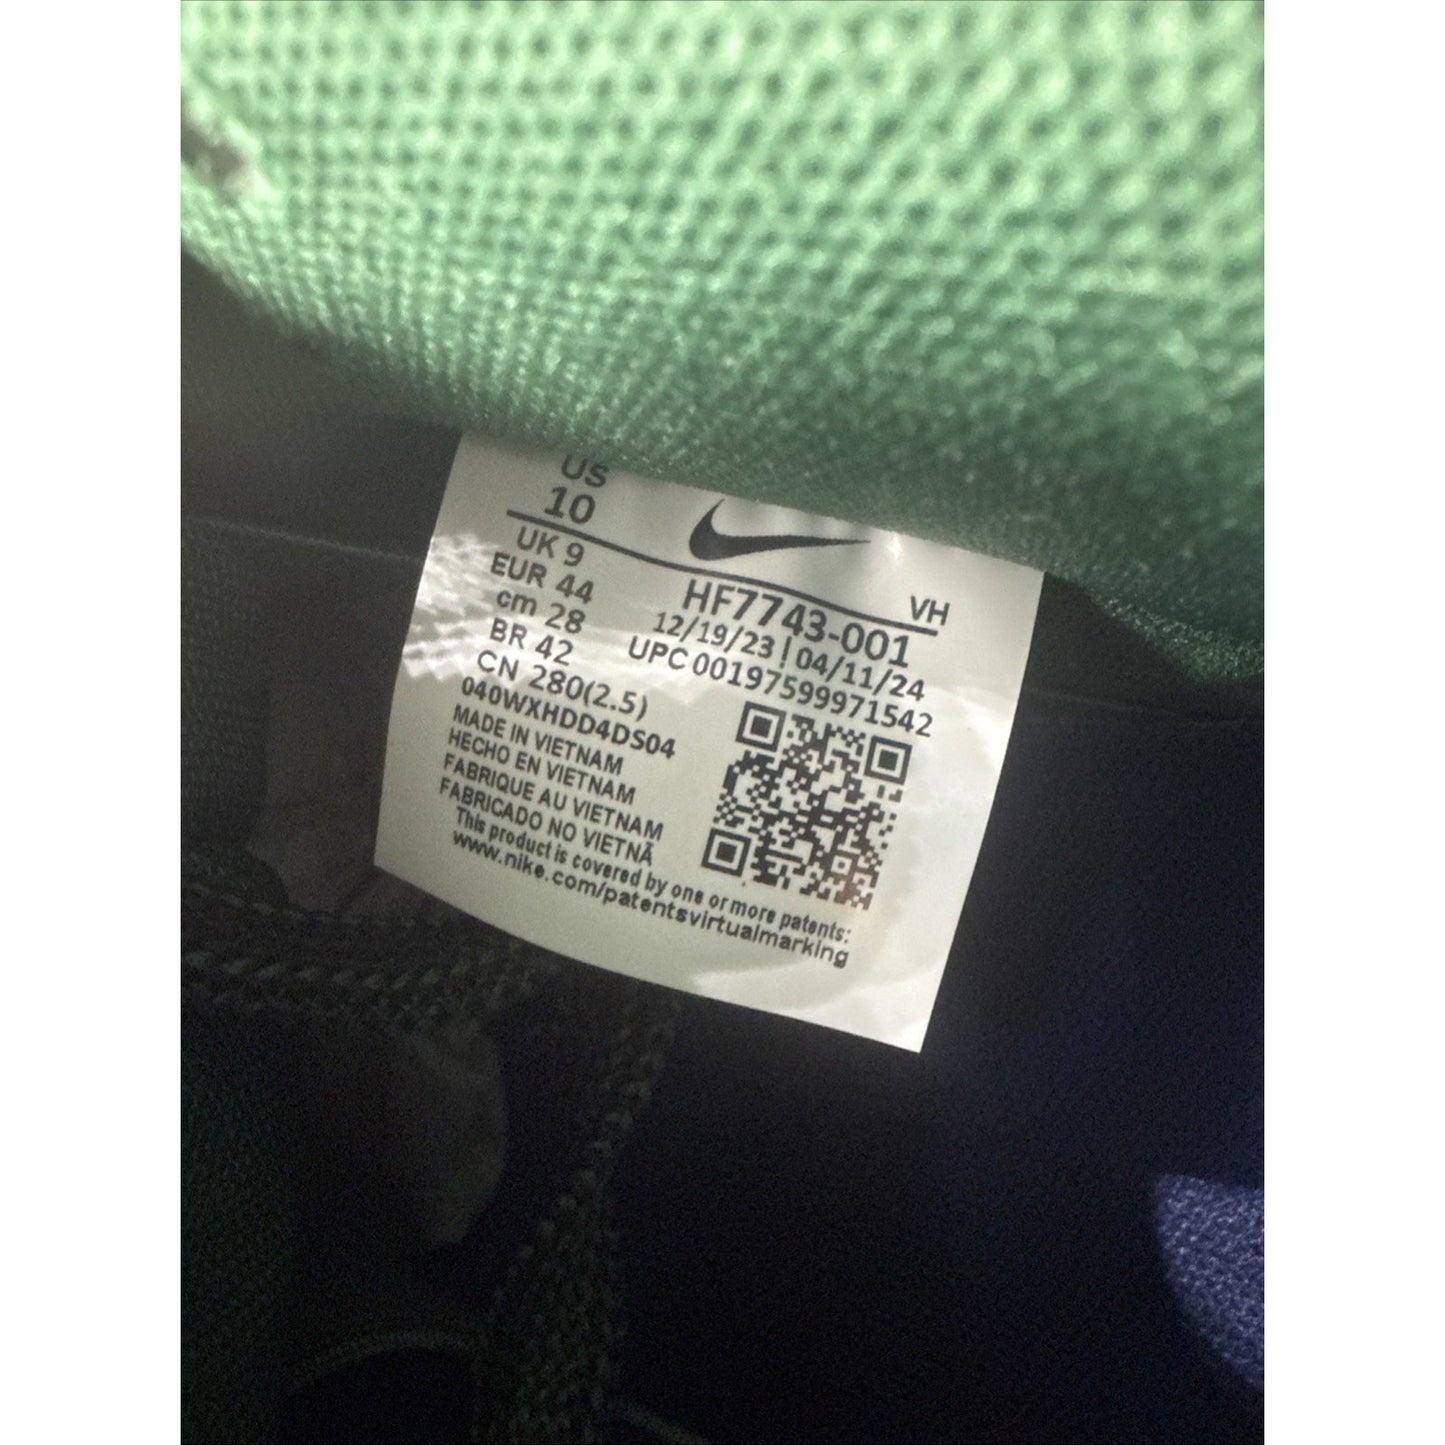 US
10
UK 9
EUR 44
cm 28
BR 42
CN 280(2.5)
040WXHDD4DS04
MADE IN VIETNAM
HECHO EN VIETNAM
FABRIQUE AU VIETNAM
FABRICADO NO VIETNÃ
VH
HF7743-001
12/19/23 | 04/11/24
UPC 00197599971542
This product is covered by one or more patents:
www.nike.com/patentsvirtualmarking